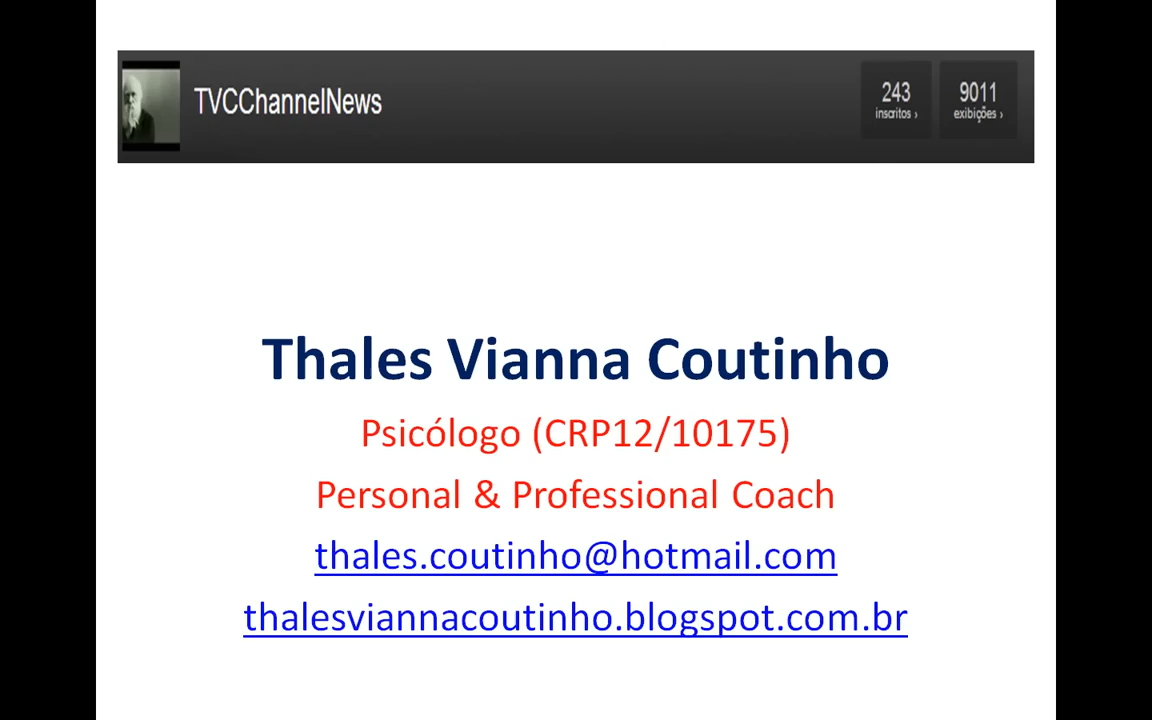 TVCChannelNews
243
inscritos ›
9011
exibições ›
Thales Vianna Coutinho
Psicólogo (CRP12/10175)
Personal & Professional Coach
thales.coutinho@hotmail.com
thalesviannacoutinho.blogspot.com.br